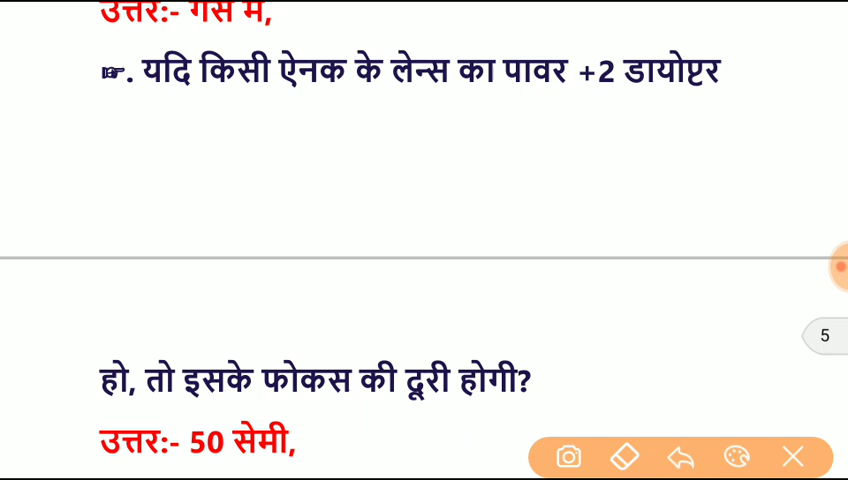 उत्तर:- गैस में,
☞. यदि किसी ऐनक के लेन्स का पावर +2 डायोप्टर
हो, तो इसके फोकस की दूरी होगी?
उत्तर:- 50 सेमी,
5